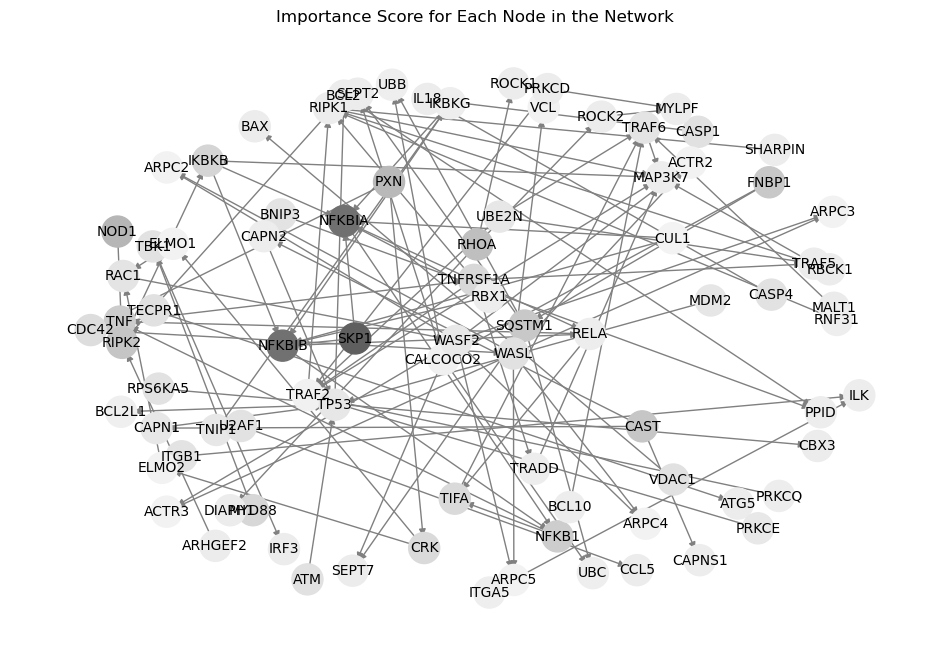 Importance Score for Each Node in the Network
ROCK1
UBB
PRKCD
SEPT2
BCL2
IL18
IKBKG
RIPK1
VCL
MYLPF
ROCK2
BAX
TRAF6
CASP1
SHARPIN
IKBKB
ARPC2
ACTR2
MAP3K7
PXN
FNBP1
ARPC3
BNIP3
UBE2N
NFKBIA
NOD1
CAPN2
CUL1
TBK1
ELMO1
RHOA
TRAF5
RBCK1
RAC1
TNFRSF1A
RBX1
CASP4
MDM2
MALT1
TECPR1
RNF31
TNF
CDC42
SQSTM1
RELA
RIPK2
NFKBIB
SKP1
WASF2
WASL
CALCOCO2
RPS6KA5
TRAF2
ILK
TP53
BCL2L1
PPID
CAPN1
TNIP1
U2AF1
CAST
CBX3
ITGB1
ELMO2
TRADD
VDAC1
TIFA
PRKCQ
ATG5
BCL10
ACTR3
DIAPH1
MYD88
ARPC4
PRKCE
NFKB1
ARHGEF2
IRF3
CRK
CAPNS1
SEPT7
UBC
CCL5
ATM
ARPC5
ITGA5